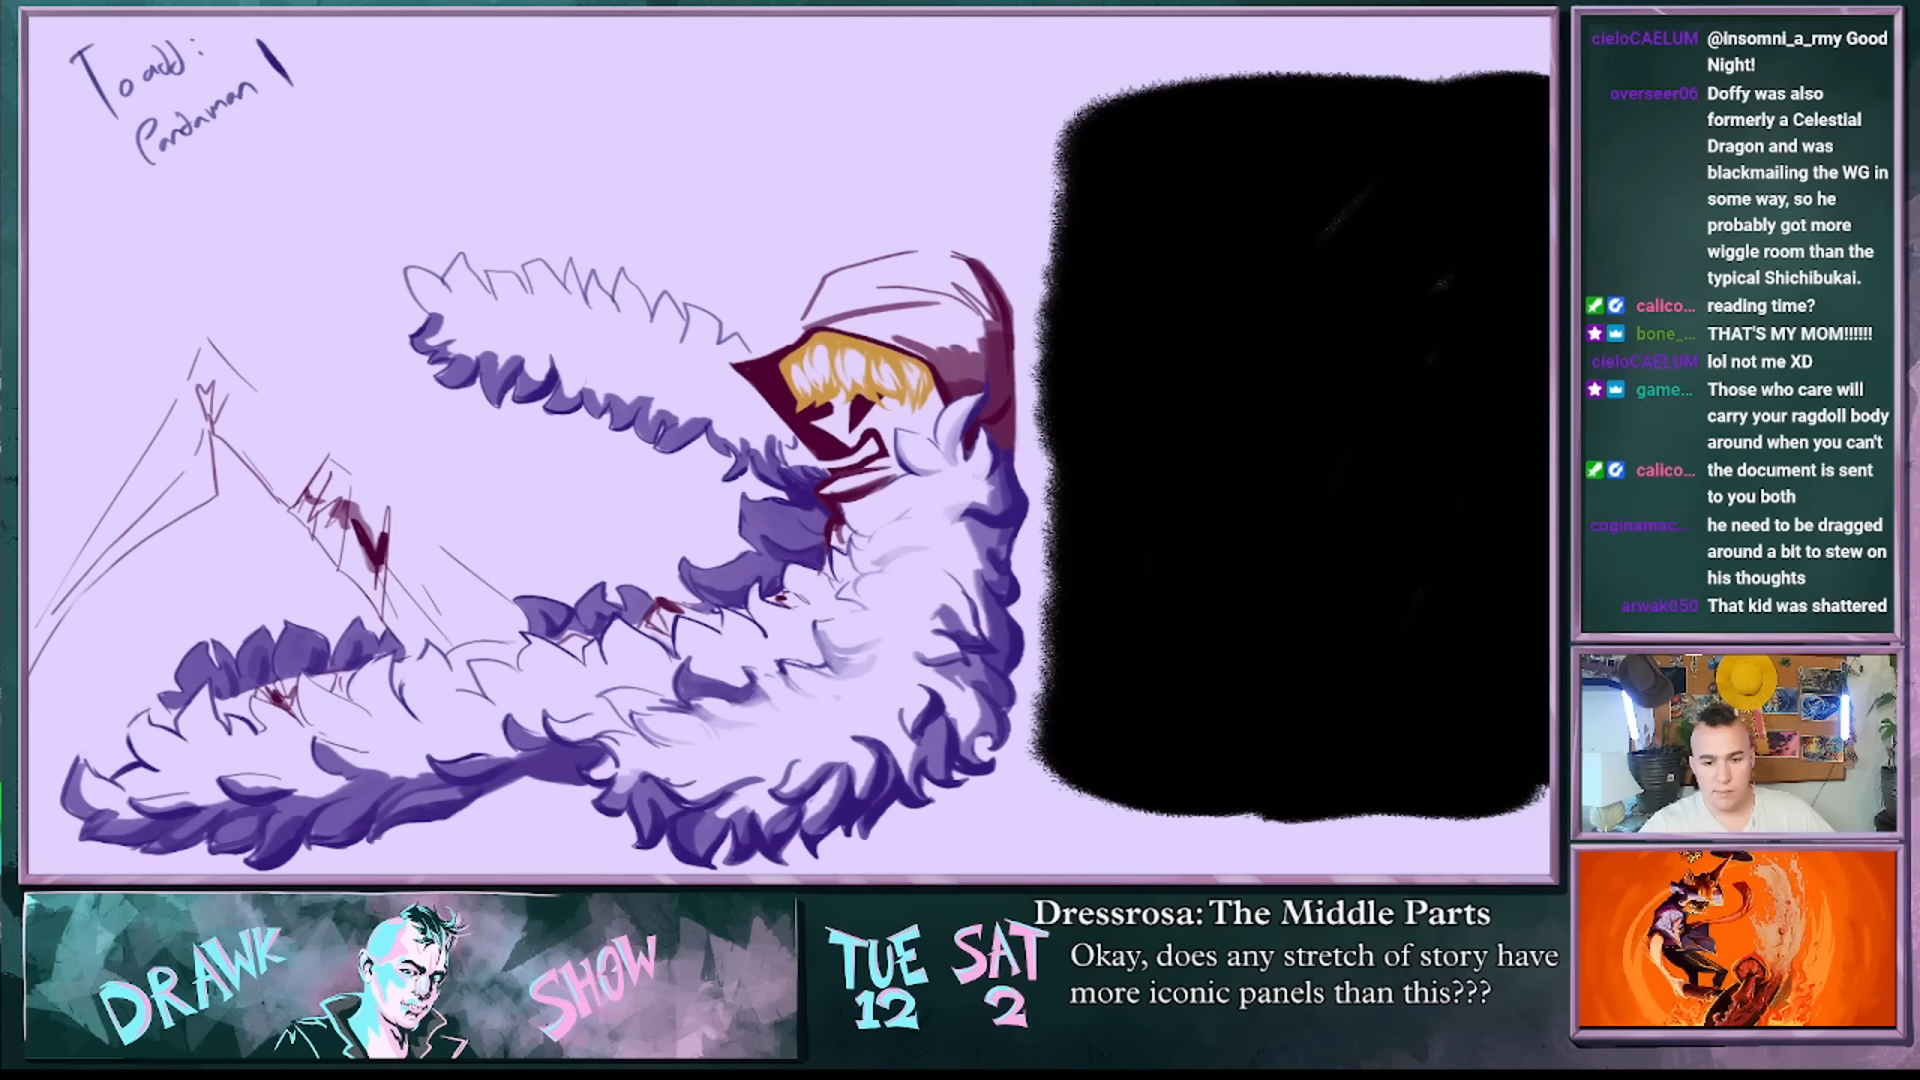 To add:
Pandaman
cieloCAELUM @insomni_a_rmy Good
Night!
overseer06 Doffy was also
formerly a Celestial
Dragon and was
blackmailing the WG in
some way, so he
probably got more
wiggle room than the
typical Shichibukai.
calico... reading time?
bone_... THAT'S MY MOM!!!!!!
cieloCAELUM lol not me XD
game... Those who care will
carry your ragdoll body
around when you can't
calico... the document is sent
to you both
coginamac... he need to be dragged
around a bit to stew on
his thoughts
arwak050 That kid was shattered
DRAWK SHOW
TUE SAT
12 2
Dressrosa: The Middle Parts
Okay, does any stretch of story have
more iconic panels than this???